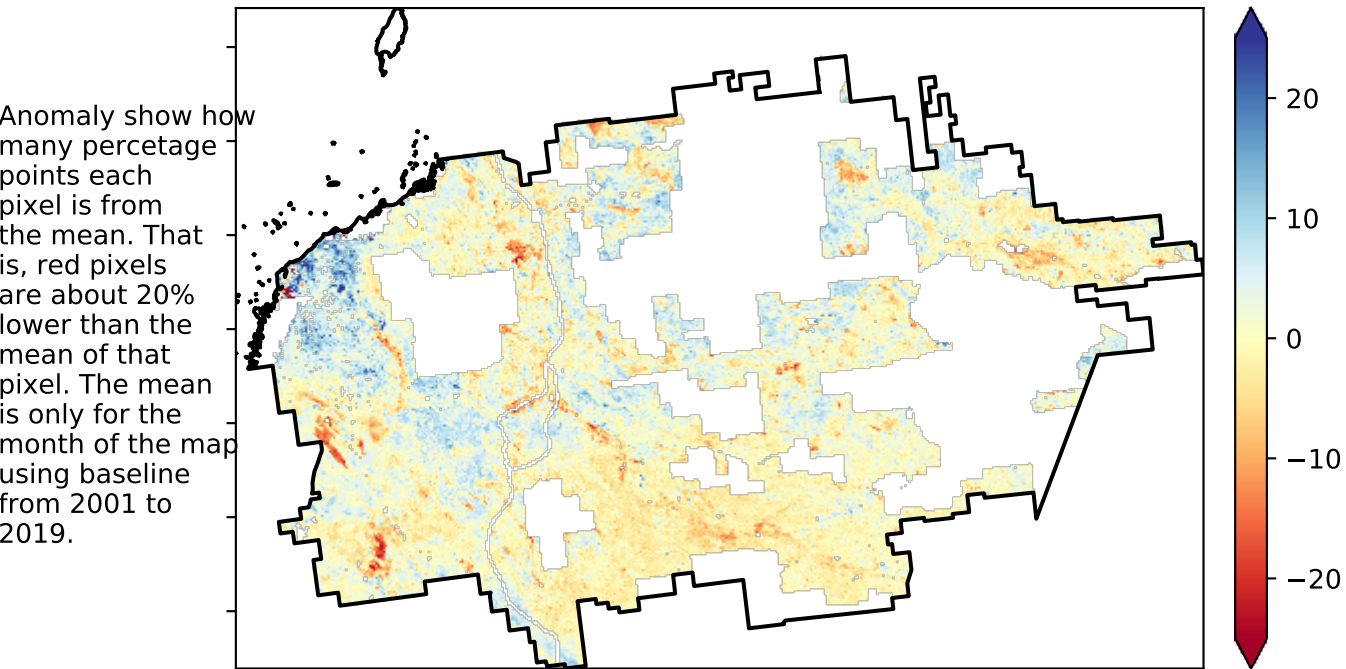 Anomaly show how
many percetage
points each
pixel is from
the mean. That
is, red pixels
are about 20%
lower than the
mean of that
pixel. The mean
is only for the
month of the map
using baseline
from 2001 to
2019.
20
10
0
−10
−20